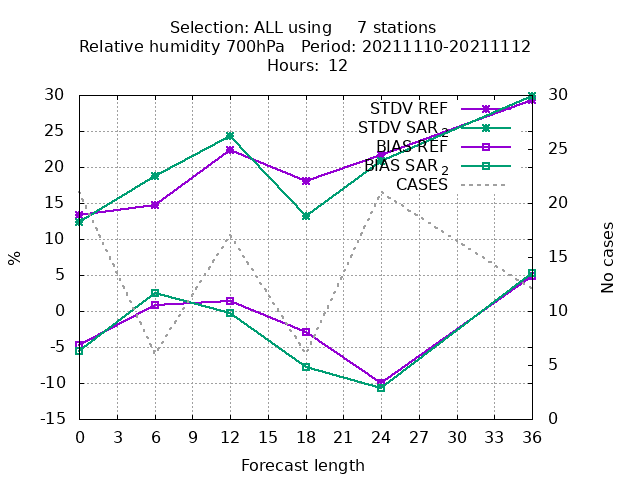 Selection: ALL using     7 stations
Relative humidity 700hPa   Period: 20211110-20211112
Hours: 12
STDV REF
STDV SAR 2
BIAS REF
BIAS SAR 2
CASES
30
25
20
15
10
5
0
-5
-10
-15
%
30
25
20
15
10
5
0
No cases
0 3 6 9 12 15 18 21 24 27 30 33 36
Forecast length